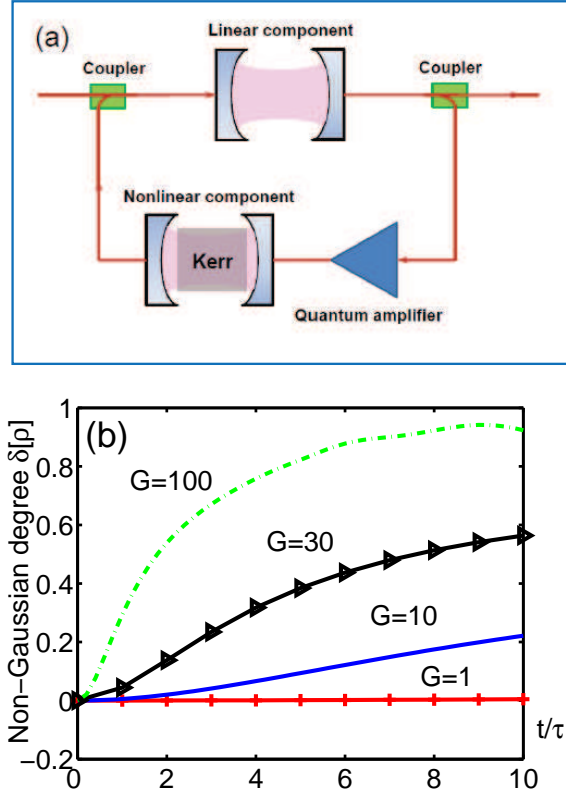 (a)
Linear component
Coupler
Coupler
Nonlinear component
Kerr
Quantum amplifier
(b)
Non−Gaussian degree δ[ρ]
1
0.8
0.6
0.4
0.2
0
−0.2
G=100
G=30
G=10
G=1
t/τ
0 2 4 6 8 10